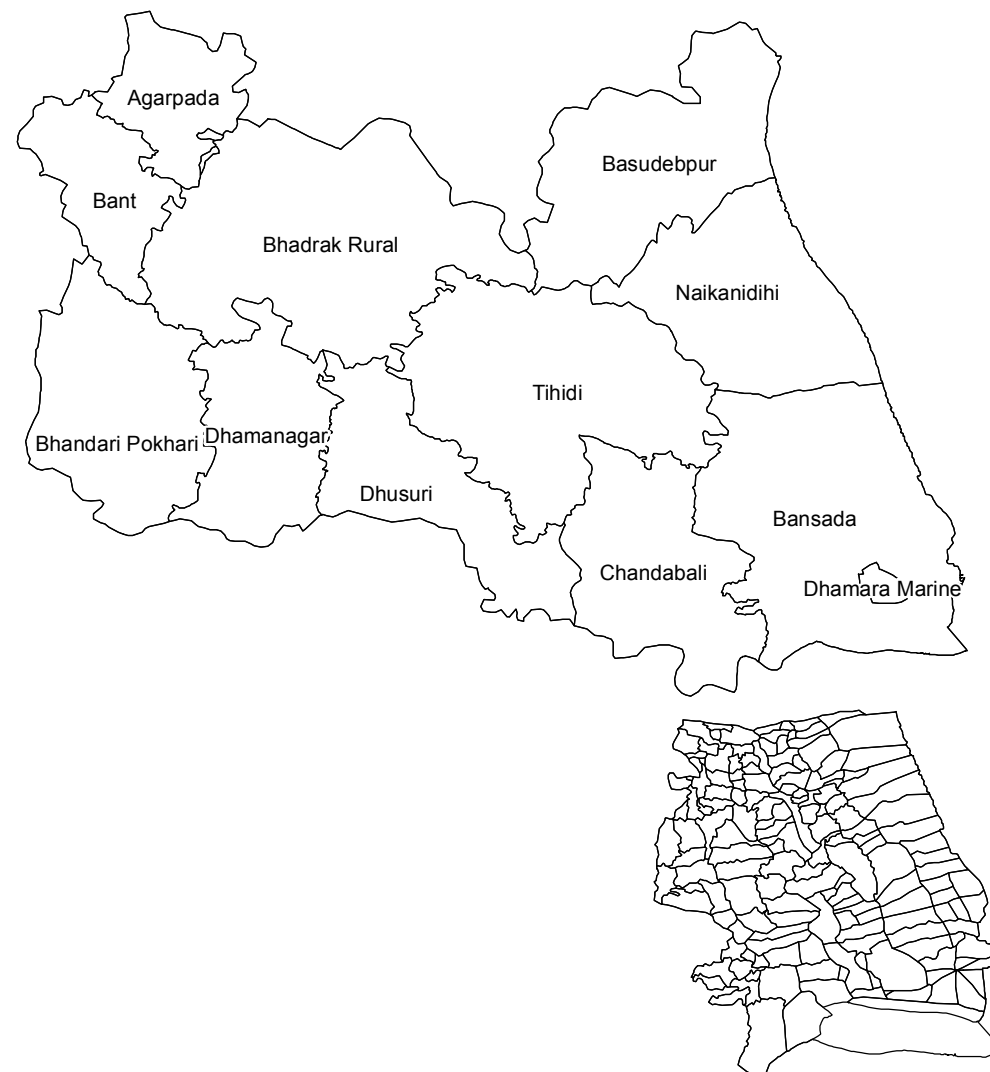 Agarpada
Basudebpur
Bant
Bhadrak Rural
Naikanidihi
Tihidi
Bhandari Pokhari
Dhamanagar
Dhusuri
Bansada
Chandabali
Dhamara Marine